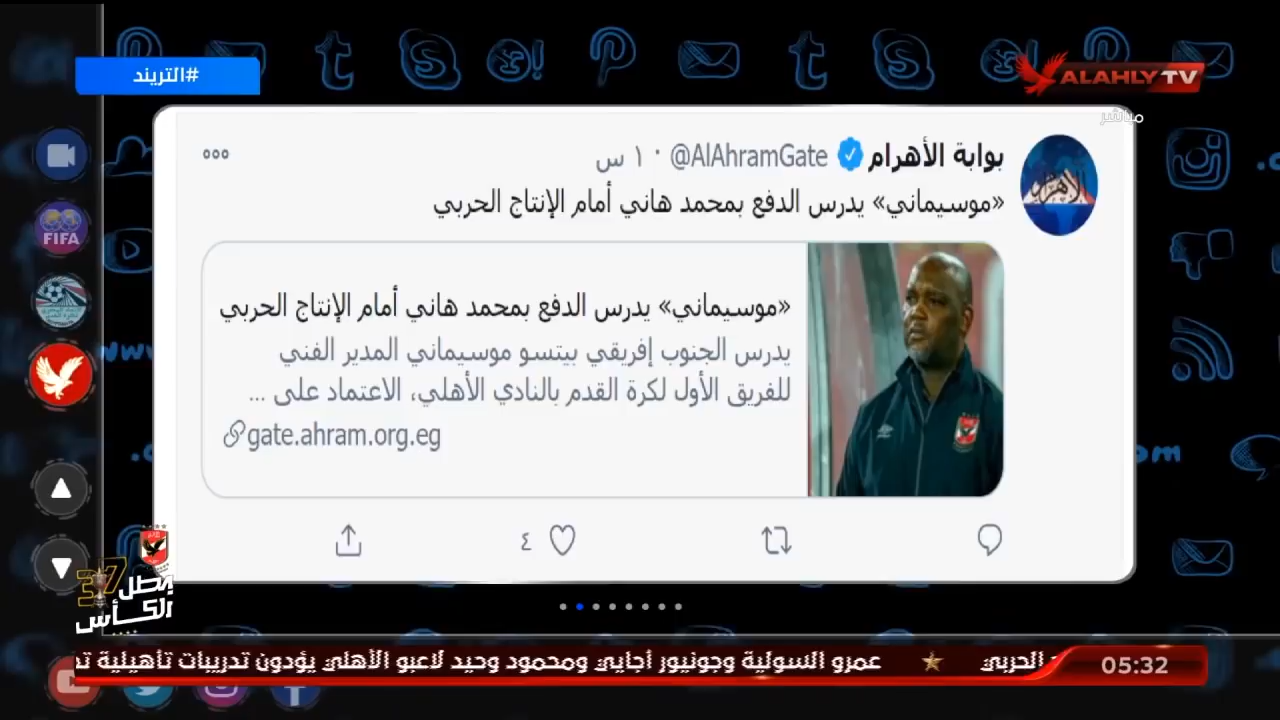 #التريند
ALAHLY TV
مباشر
بوابة الأهرام @AlAhramGate · ١ س
«موسيماني» يدرس الدفع بمحمد هاني أمام الإنتاج الحربي
«موسيماني» يدرس الدفع بمحمد هاني أمام الإنتاج الحربي
يدرس الجنوب إفريقي بيتسو موسيماني المدير الفني
للفريق الأول لكرة القدم بالنادي الأهلي، الاعتماد على ...
gate.ahram.org.eg
٤
FIFA
بطل الكأس 37
الحربي ★ عمرو السولية وجونيور أجايي ومحمود وحيد لاعبو الأهلي يؤدون تدريبات تأهيلية
05:32